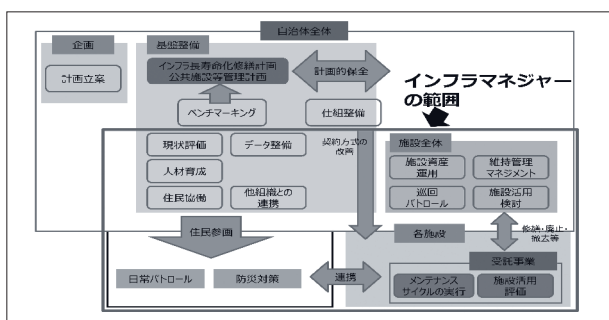 自治体全体
企画
計画立案
基盤整備
インフラ長寿命化修繕計画
公共施設等管理計画
計画的保全
ベンチマーキング
仕組整備
インフラマネジャー
の範囲
現状評価
データ整備
契約方式の
改善
人材育成
住民協働
他組織との
連携
施設全体
施設資産
運用
維持管理
マネジメント
巡回
パトロール
施設活用
検討
住民参画
各施設
修繕・廃止・
撤去等
日常パトロール
防災対策
連携
受託事業
メンテナンス
サイクルの実行
施設活用
評価